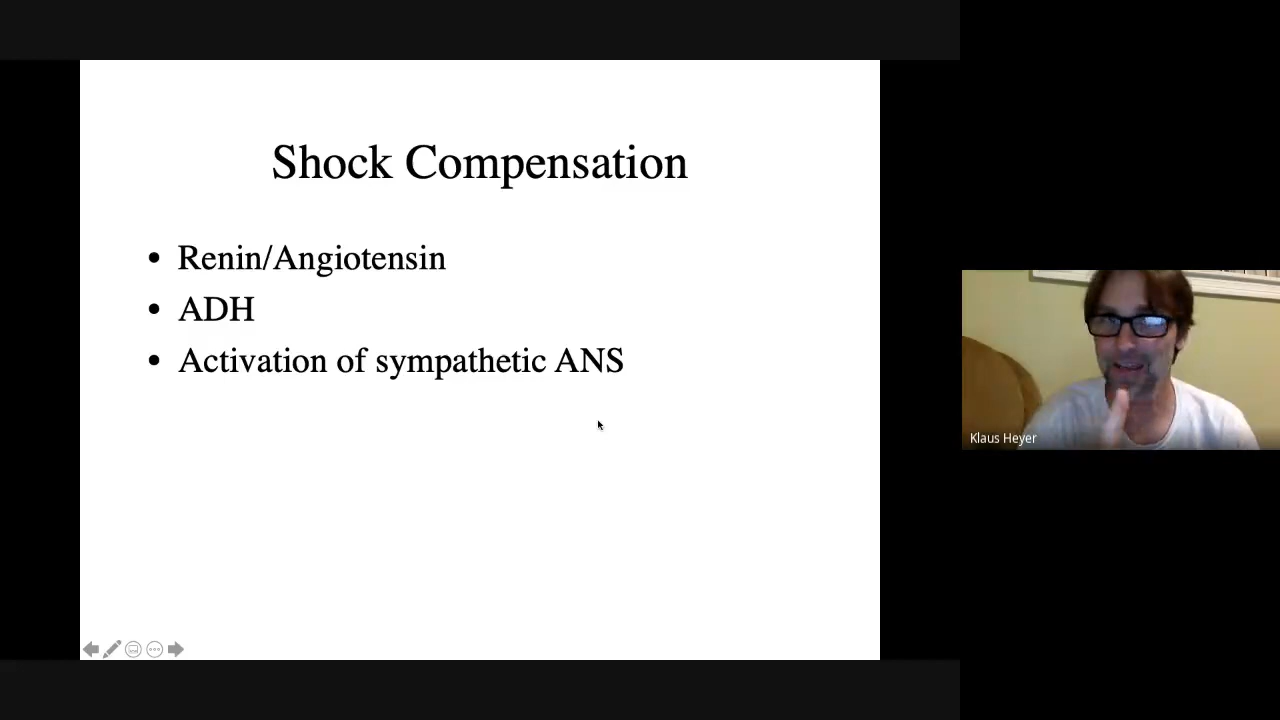 Shock Compensation
• Renin/Angiotensin
• ADH
• Activation of sympathetic ANS
Klaus Heyer